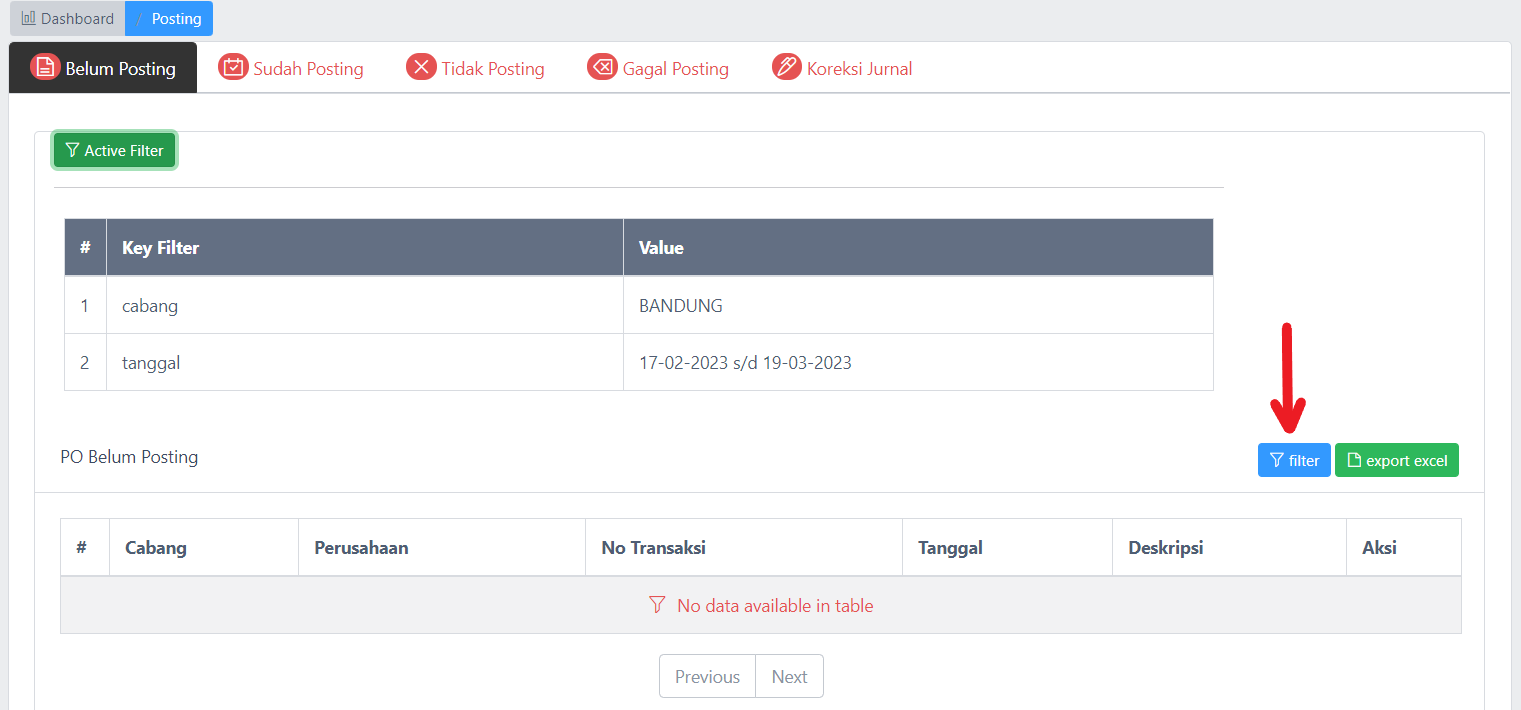 Dashboard / Posting
Belum Posting Sudah Posting Tidak Posting Gagal Posting Koreksi Jurnal
Active Filter
# Key Filter Value
1 cabang BANDUNG
2 tanggal 17-02-2023 s/d 19-03-2023
PO Belum Posting filter export excel
# Cabang Perusahaan No Transaksi Tanggal Deskripsi Aksi
No data available in table
Previous Next